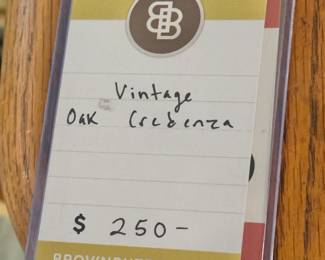 Vintage
Oak Credenza
$ 250-